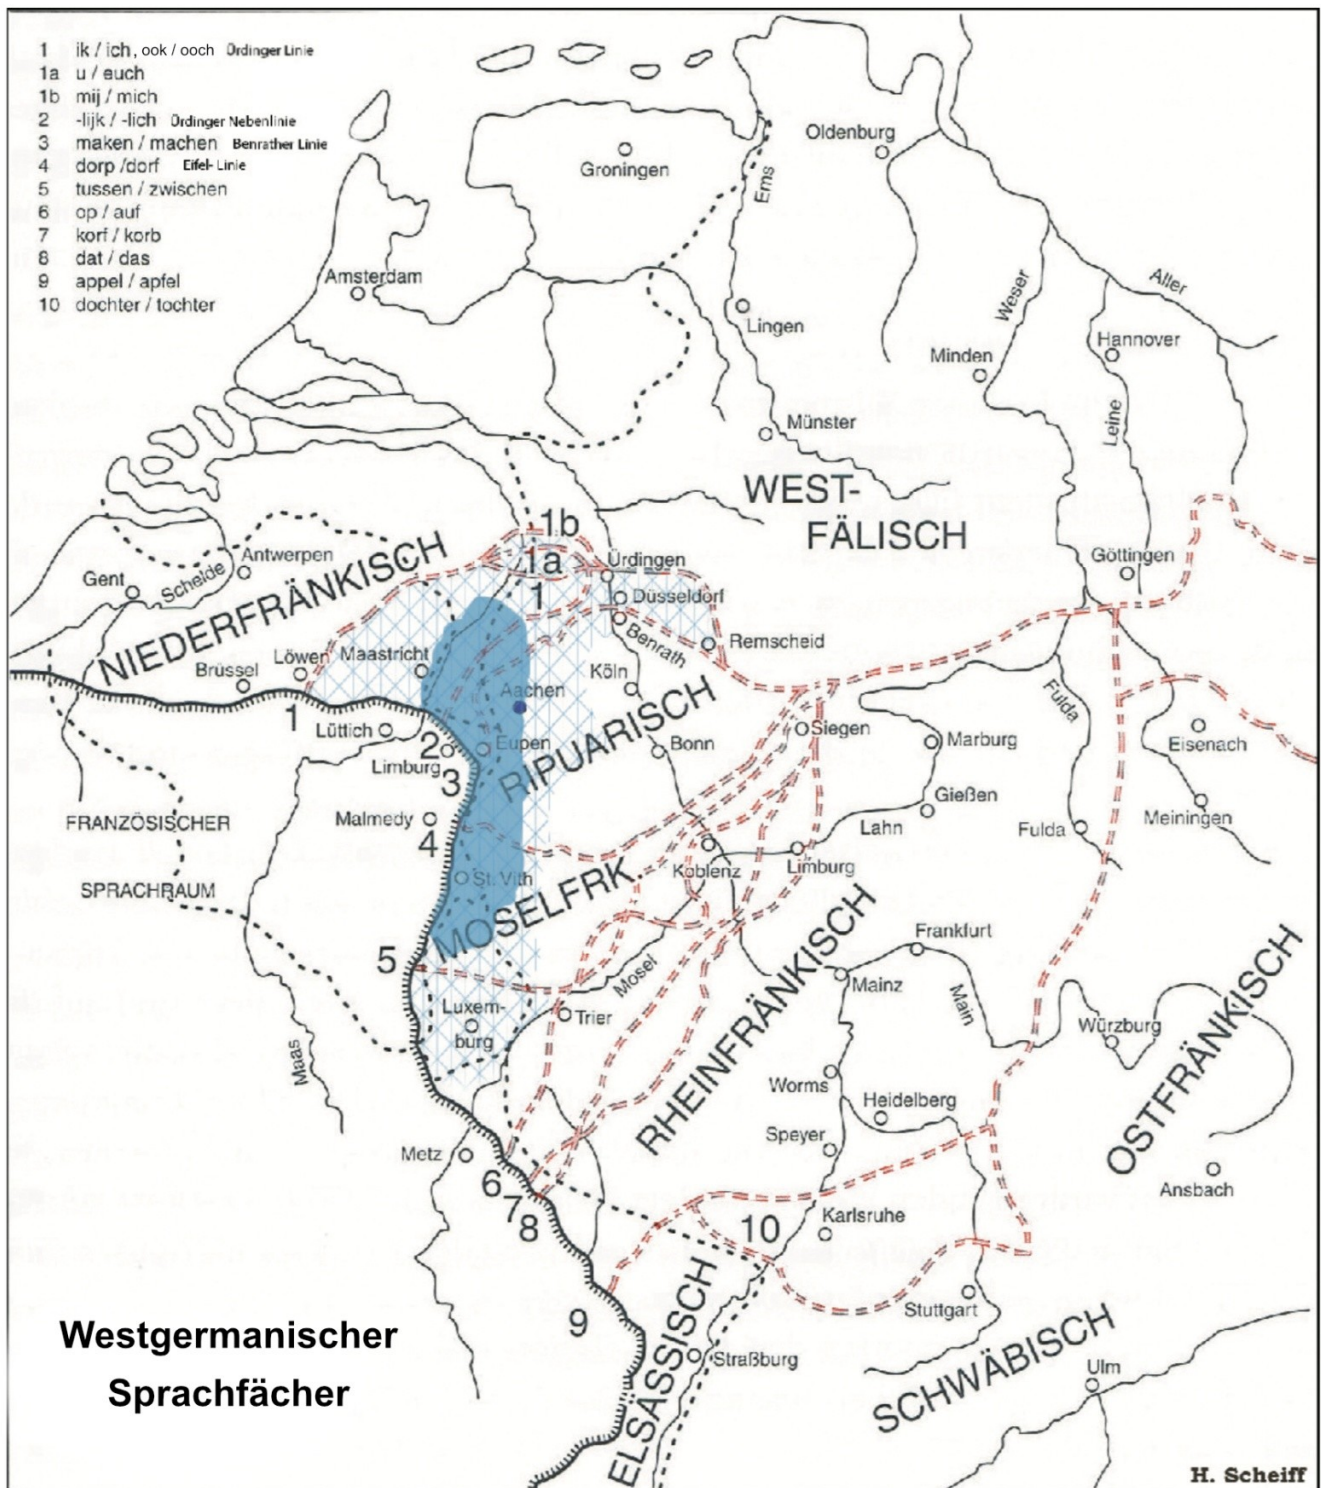 1 ik / ich, ook / ooch Ürdinger Linie
1a u / euch
1b mij / mich
2 -lijk / -lich Ürdinger Nebenlinie
3 maken / machen Benrather Linie
4 dorp /dorf Eifel- Linie
5 tussen / zwischen
6 op / auf
7 korf / korb
8 dat / das
9 appel / apfel
10 dochter / tochter
Oldenburg
Groningen
Ems
Amsterdam
Aller
Weser
Lingen
Hannover
Minden
Leine
Münster
WEST-
FÄLISCH
1b
1a
1
Ürdingen
Göttingen
Antwerpen
Gent
Schelde
NIEDERFRÄNKISCH
Düsseldorf
Benrath
Remscheid
Löwen
Maastricht
Brüssel
Köln
Aachen
Fulda
1
Lüttich
2
Limburg
3
Eupen
RIPUARISCH
Bonn
Siegen
Marburg
Eisenach
Gießen
Malmedy
4
FRANZÖSISCHER
SPRACHRAUM
Lahn
Fulda
Meiningen
Koblenz
Limburg
St. Vith
MOSELFRK.
5
Mosel
Frankfurt
Mainz
Main
Luxem-
burg
Trier
Würzburg
Maas
RHEINFRÄNKISCH
OSTFRÄNKISCH
Worms
Heidelberg
Speyer
Metz
6
7
8
Ansbach
10
Karlsruhe
Stuttgart
9
ELSÄSSISCH
Straßburg
SCHWÄBISCH
Ulm
Westgermanischer
Sprachfächer
H. Scheiff